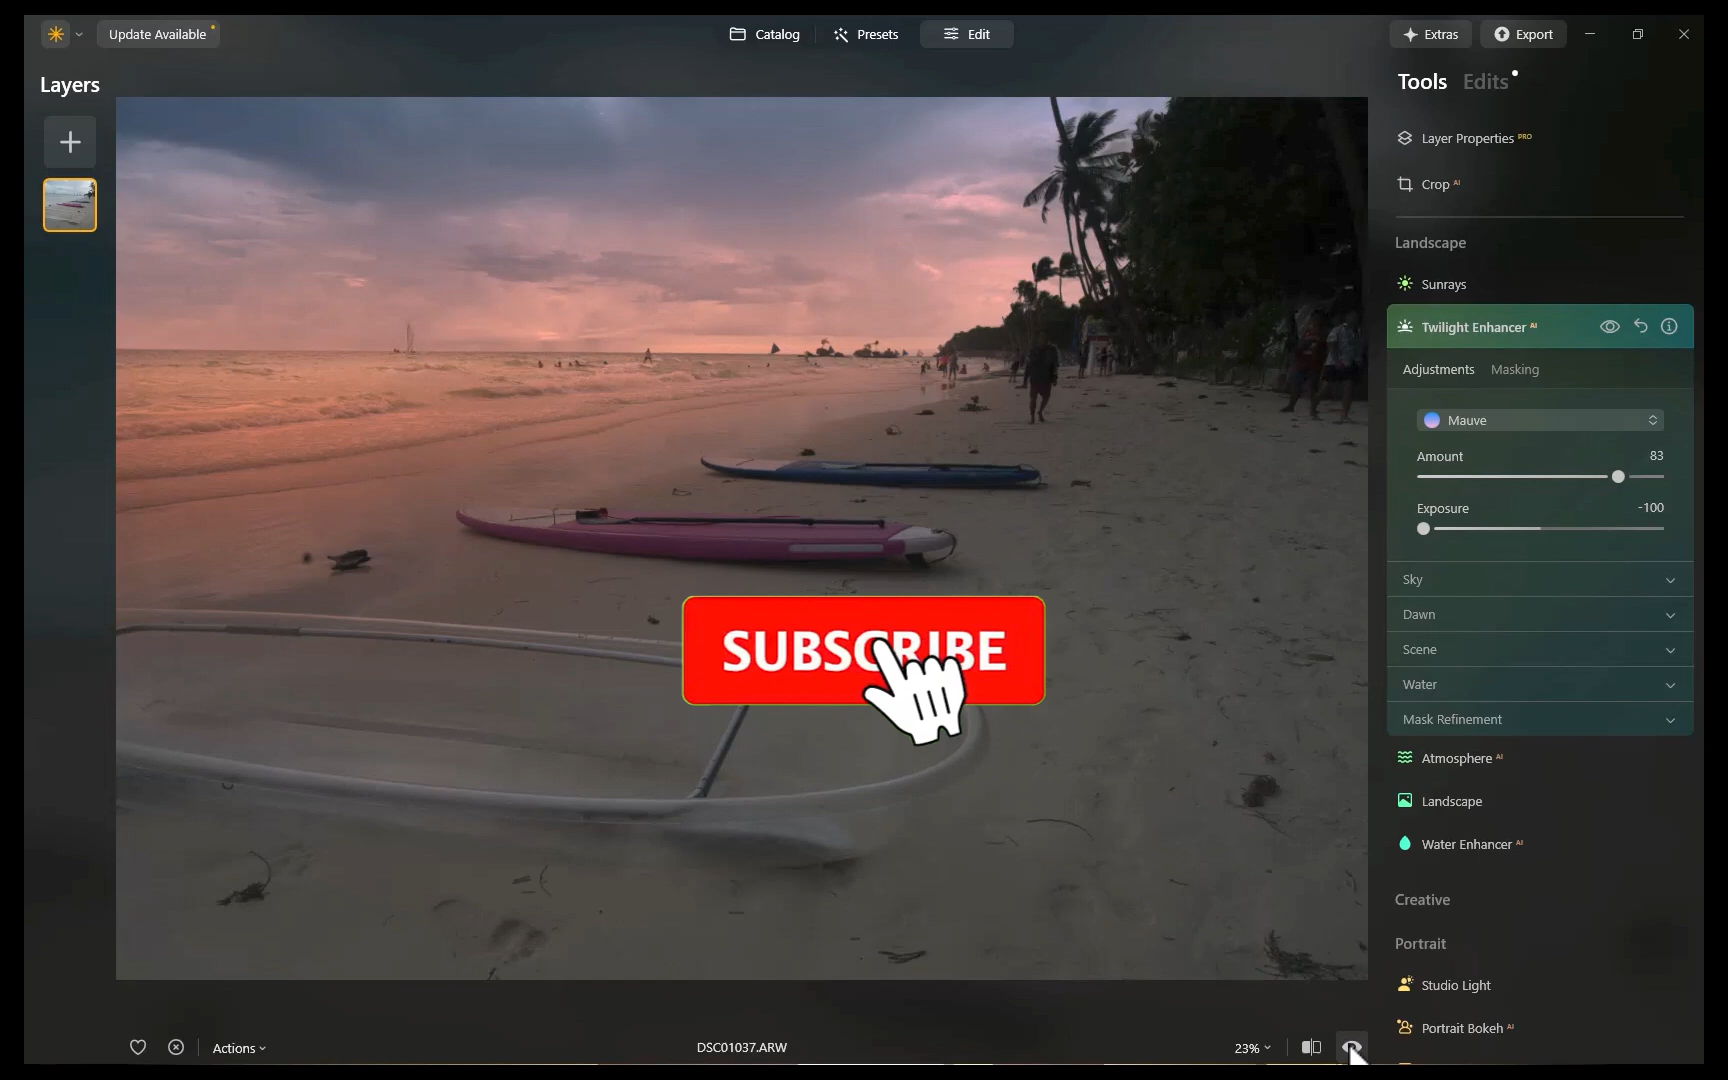 Update Available
Catalog
Presets
Edit
Extras
Export
Layers
Tools
Edits
Layer Properties PRO
Crop AI
Landscape
Sunrays
Twilight Enhancer AI
Adjustments
Masking
Mauve
Amount
83
Exposure
-100
Sky
Dawn
Scene
Water
Mask Refinement
SUBSCRIBE
Atmosphere AI
Landscape
Water Enhancer AI
Creative
Portrait
Studio Light
Portrait Bokeh AI
Actions
DSC01037.ARW
23%